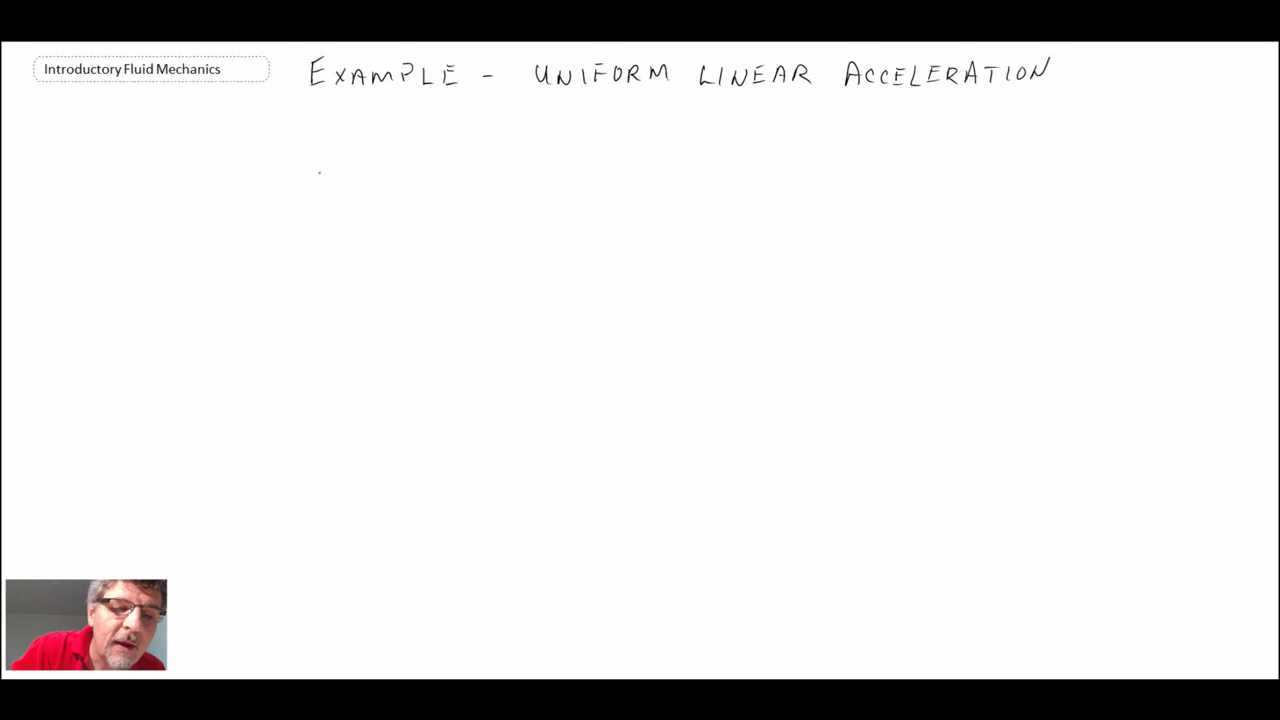 Introductory Fluid Mechanics
EXAMPLE - UNIFORM LINEAR ACCELERATION